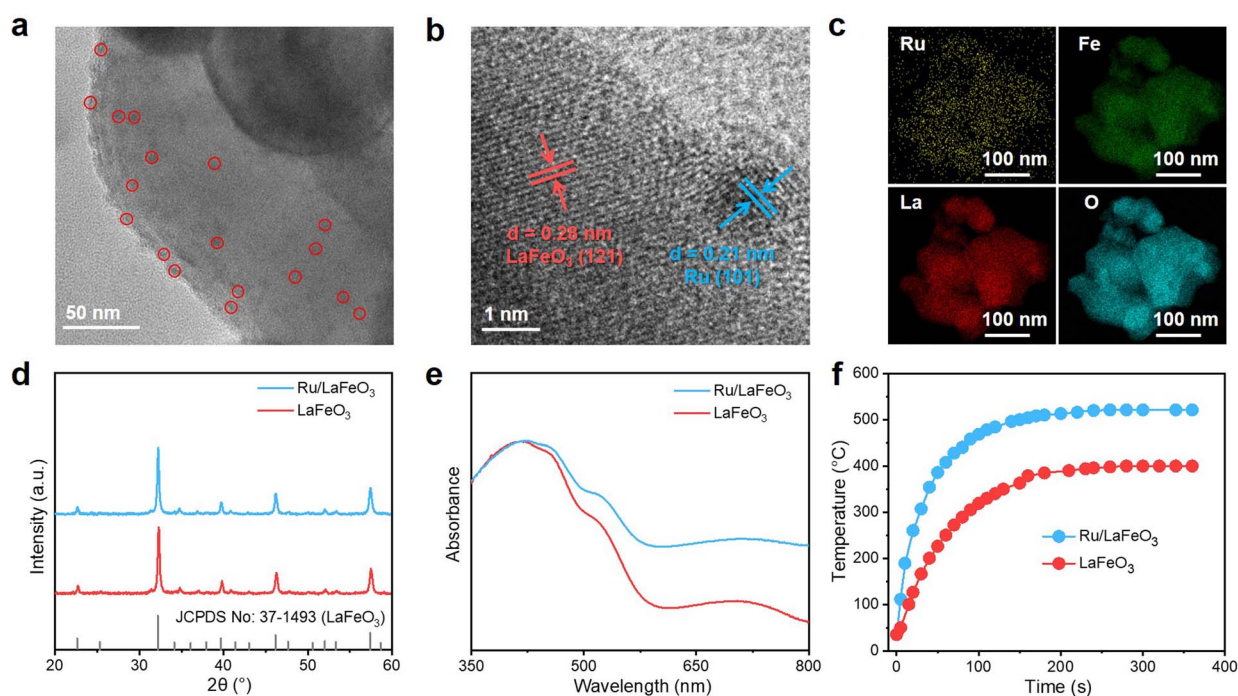 a
50 nm
b
d = 0.28 nm
LaFeO₃ (121)
d = 0.21 nm
Ru (101)
1 nm
c
Ru
100 nm
Fe
100 nm
La
100 nm
O
100 nm
d
Ru/LaFeO₃
LaFeO₃
JCPDS No: 37-1493 (LaFeO₃)
Intensity (a.u.)
20 30 40 50 60
2θ (°)
e
Ru/LaFeO₃
LaFeO₃
Absorbance
350 500 650 800
Wavelength (nm)
f
600
500
400
300
200
100
0
Temperature (°C)
Ru/LaFeO₃
LaFeO₃
0 100 200 300 400
Time (s)